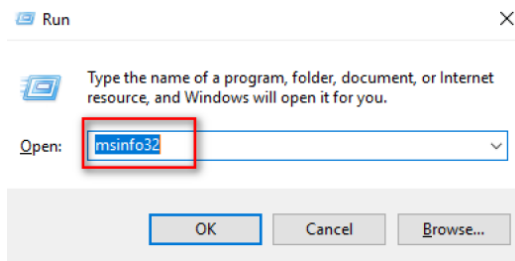 Run
Type the name of a program, folder, document, or Internet
resource, and Windows will open it for you.
Open: msinfo32
OK Cancel Browse...